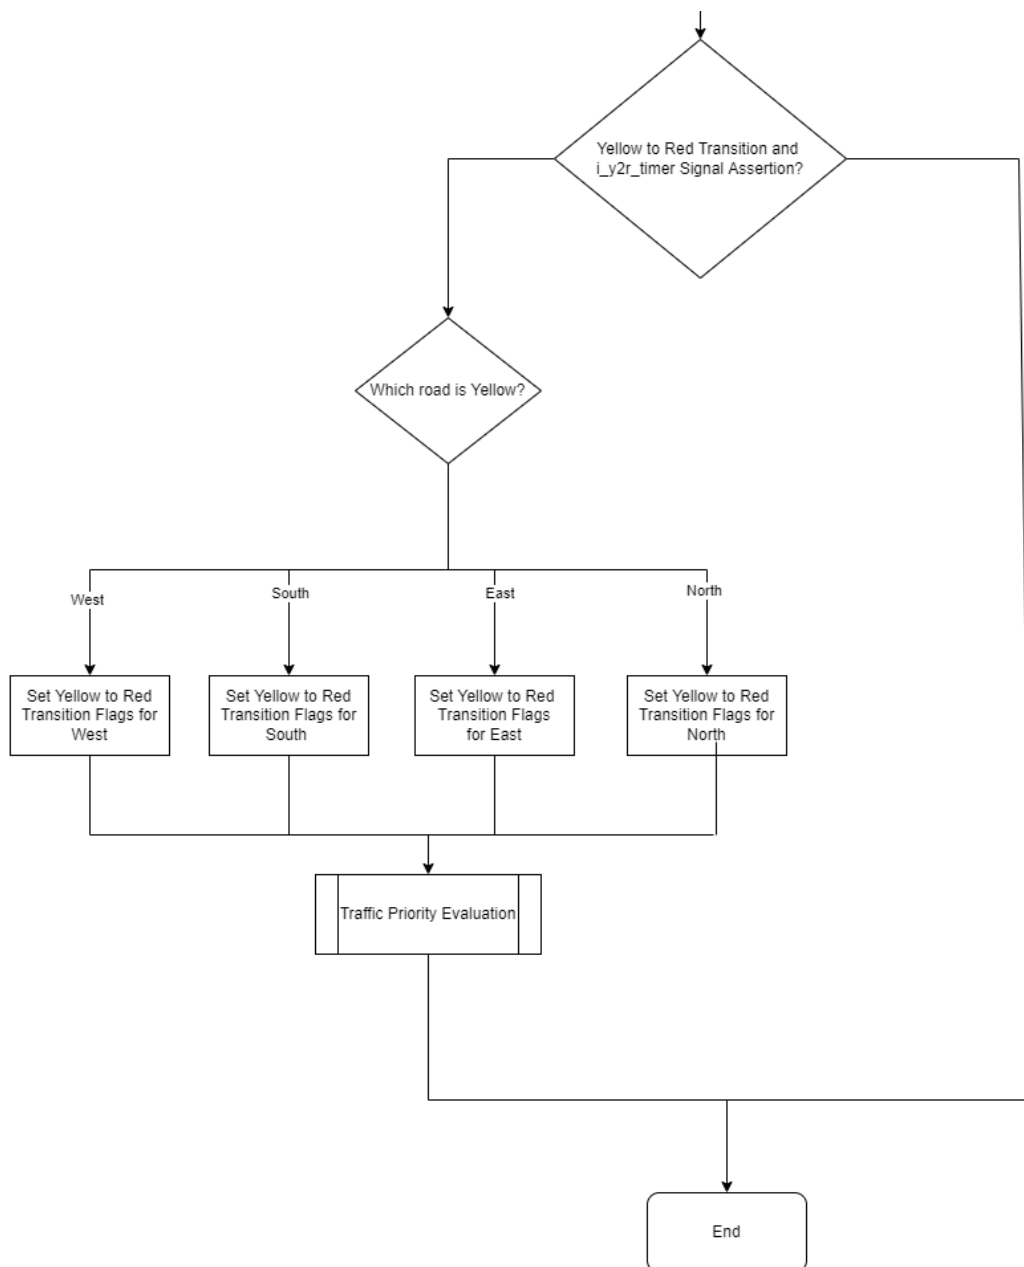 Yellow to Red Transition and
i_y2r_timer Signal Assertion?
Which road is Yellow?
West
South
East
North
Set Yellow to Red
Transition Flags for
West
Set Yellow to Red
Transition Flags for
South
Set Yellow to Red
Transition Flags
for East
Set Yellow to Red
Transition Flags for
North
Traffic Priority Evaluation
End